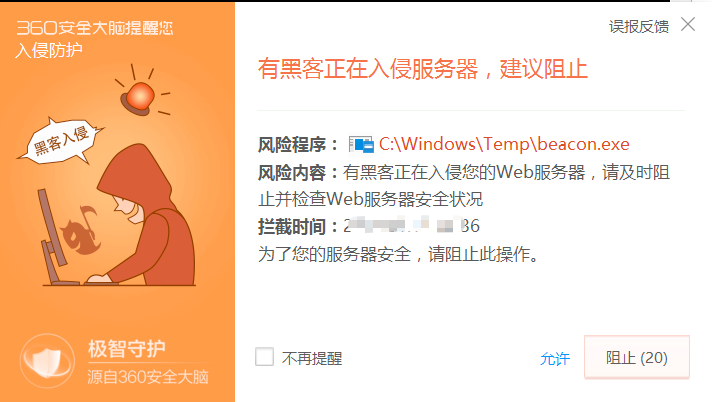 360安全大脑提醒您
入侵防护
误报反馈
有黑客正在入侵服务器，建议阻止
黑客入侵
风险程序： C:\Windows\Temp\beacon.exe
风险内容：有黑客正在入侵您的Web服务器，请及时阻
止并检查Web服务器安全状况
拦截时间：2 36
为了您的服务器安全，请阻止此操作。
极智守护
源自360安全大脑
不再提醒
允许
阻止 (20)